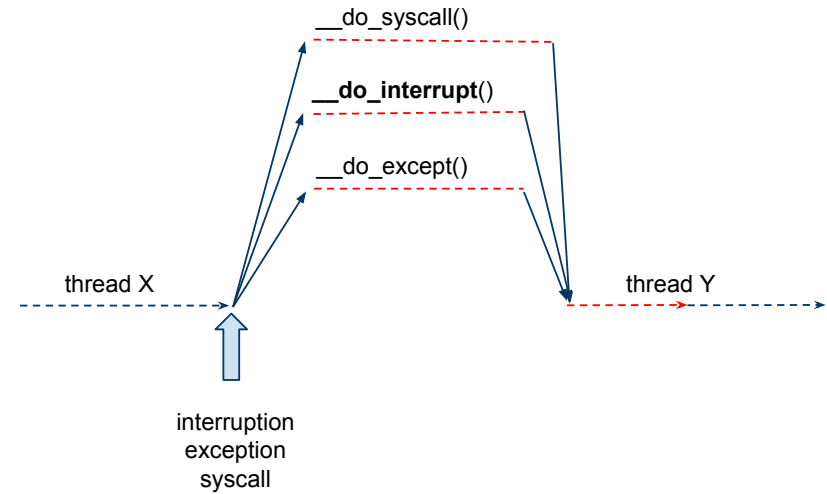 __do_syscall()
__do_interrupt()
__do_except()
thread X
thread Y
interruption
exception
syscall